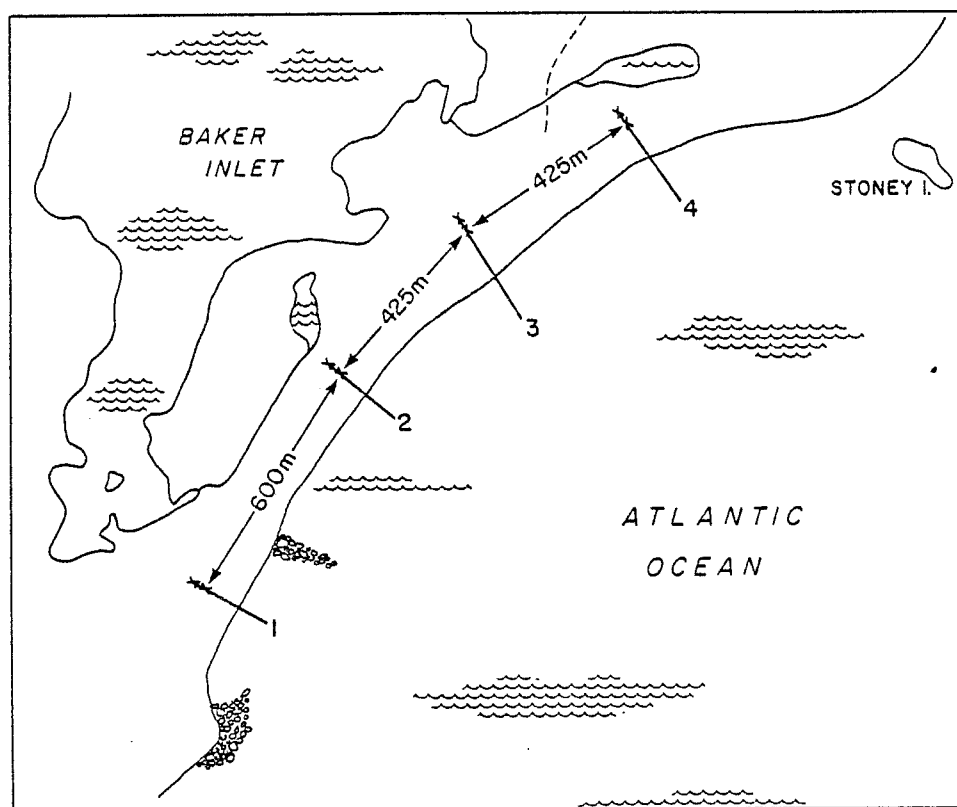 BAKER
INLET
425m
STONEY I.
4
425m
3
2
600m
ATLANTIC
OCEAN
1